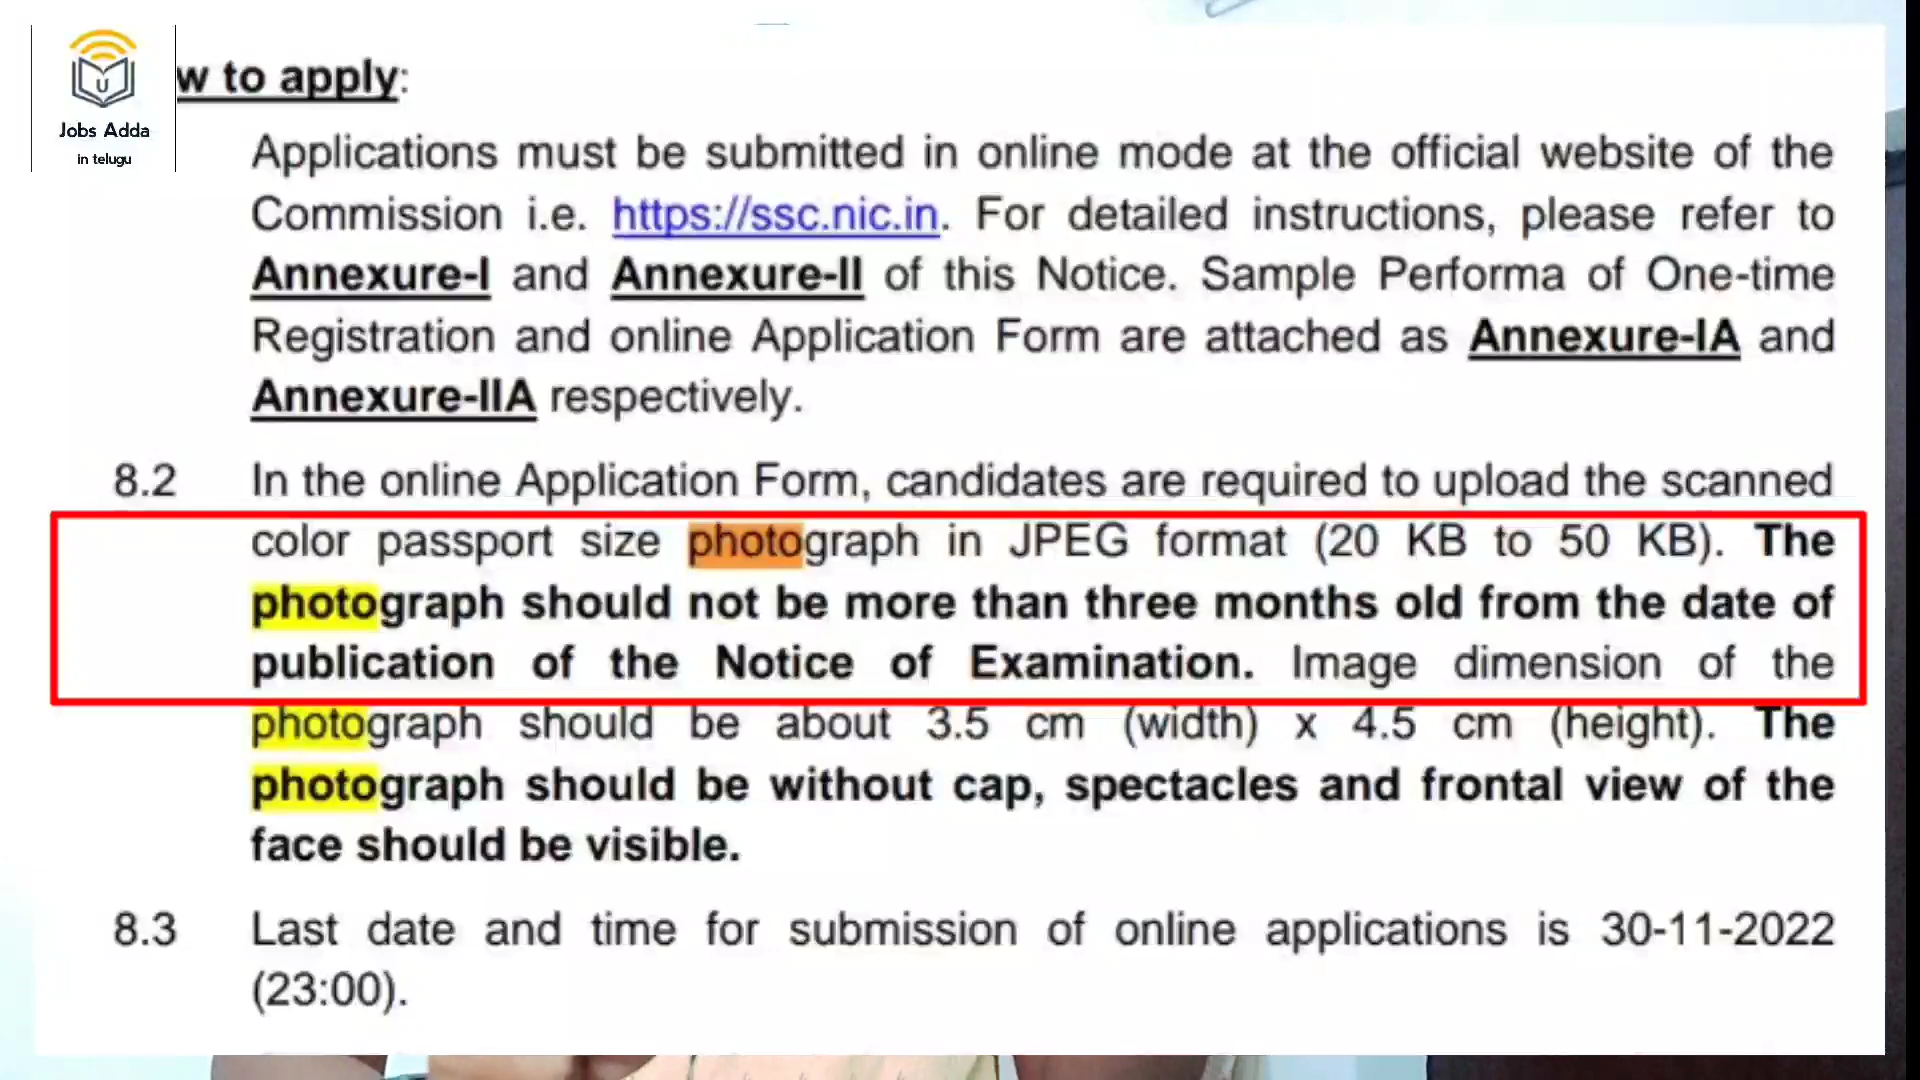 U
Jobs Adda
in telugu
w to apply:
Applications must be submitted in online mode at the official website of the
Commission i.e. https://ssc.nic.in. For detailed instructions, please refer to
Annexure-I and Annexure-II of this Notice. Sample Performa of One-time
Registration and online Application Form are attached as Annexure-IA and
Annexure-IIA respectively.
8.2 In the online Application Form, candidates are required to upload the scanned
color passport size photograph in JPEG format (20 KB to 50 KB). The
photograph should not be more than three months old from the date of
publication of the Notice of Examination. Image dimension of the
photograph should be about 3.5 cm (width) x 4.5 cm (height). The
photograph should be without cap, spectacles and frontal view of the
face should be visible.
8.3 Last date and time for submission of online applications is 30-11-2022
(23:00).